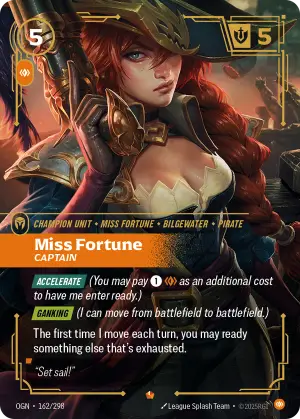 5
5
CHAMPION UNIT • MISS FORTUNE • BILGEWATER • PIRATE
Miss Fortune
CAPTAIN
ACCELERATE (You may pay 1 as an additional cost
to have me enter ready.)
GANKING (I can move from battlefield to battlefield.)
The first time I move each turn, you may ready
something else that's exhausted.
"Set sail!"
OGN • 162/298
League Splash Team • ©2025